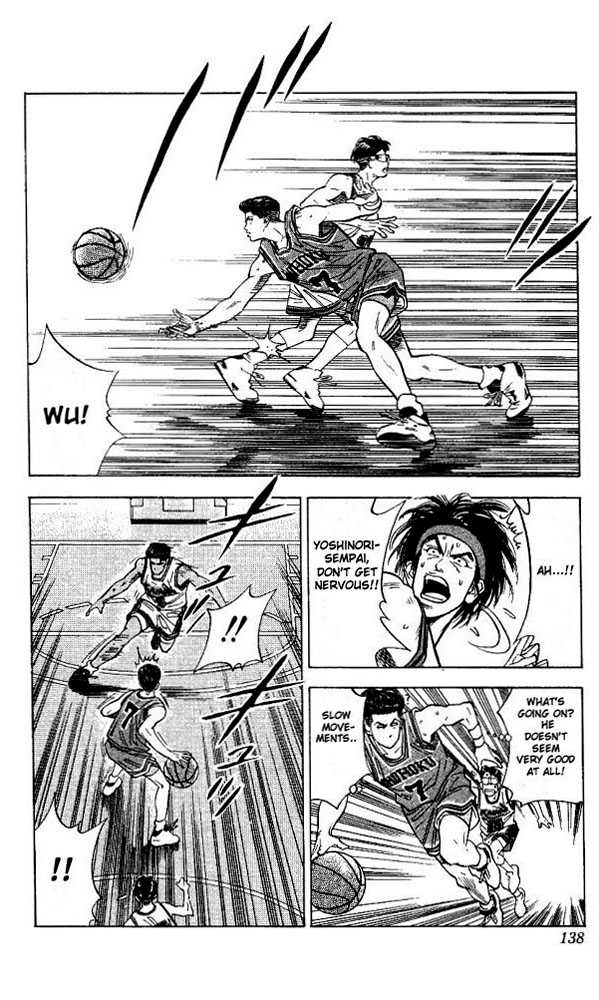 WU!
7
AH...!!
YOSHINORI-
SEMPAI,
DON'T GET
NERVOUS!!
WHAT'S
GOING ON?
HE
DOESN'T
SEEM
VERY GOOD
AT ALL!
SLOW
MOVE-
MENTS..
7
!!
7
!!
138